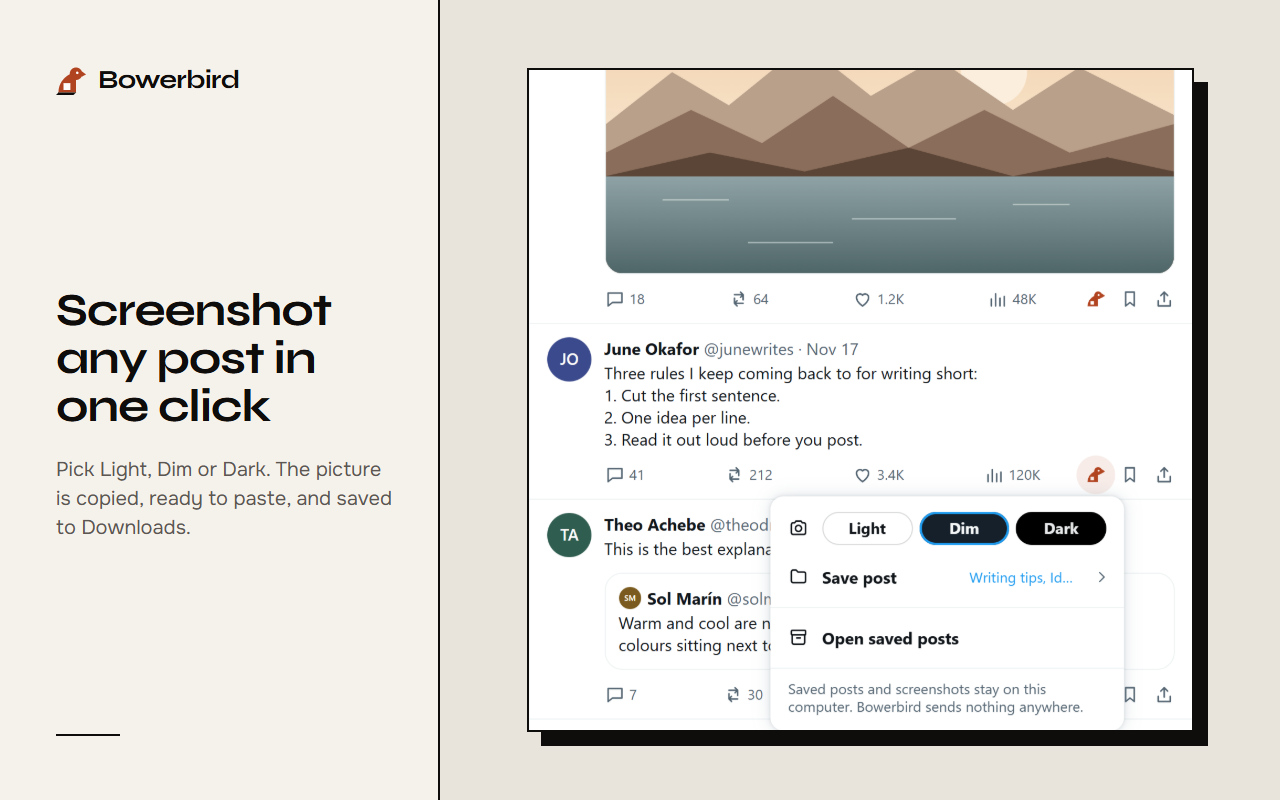 Bowerbird
Screenshot
any post in
one click
Pick Light, Dim or Dark. The picture
is copied, ready to paste, and saved
to Downloads.
18 64 1.2K 48K
JO
June Okafor @junewrites · Nov 17
Three rules I keep coming back to for writing short:
1. Cut the first sentence.
2. One idea per line.
3. Read it out loud before you post.
41 212 3.4K 120K
TA
Theo Achebe
This is the best
SM
Sol Marín
Warm and cool are
colours sitting next
7 30
Light Dim Dark
Save post Writing tips, Id...
Open saved posts
Saved posts and screenshots stay on this
computer. Bowerbird sends nothing anywhere.